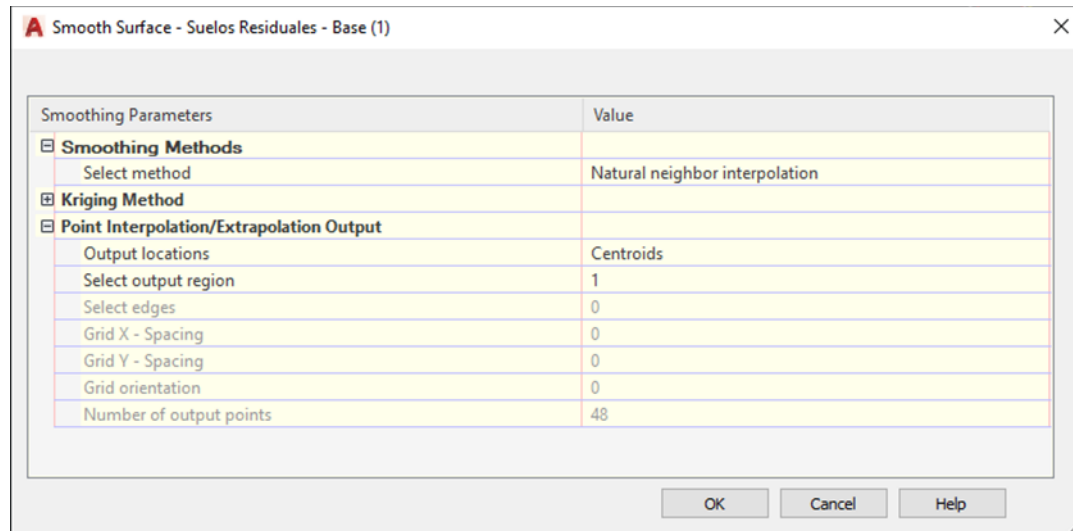 Smooth Surface - Suelos Residuales - Base (1)
Smoothing Parameters Value
Smoothing Methods
Select method Natural neighbor interpolation
Kriging Method
Point Interpolation/Extrapolation Output
Output locations Centroids
Select output region 1
Select edges 0
Grid X - Spacing 0
Grid Y - Spacing 0
Grid orientation 0
Number of output points 48
OK Cancel Help